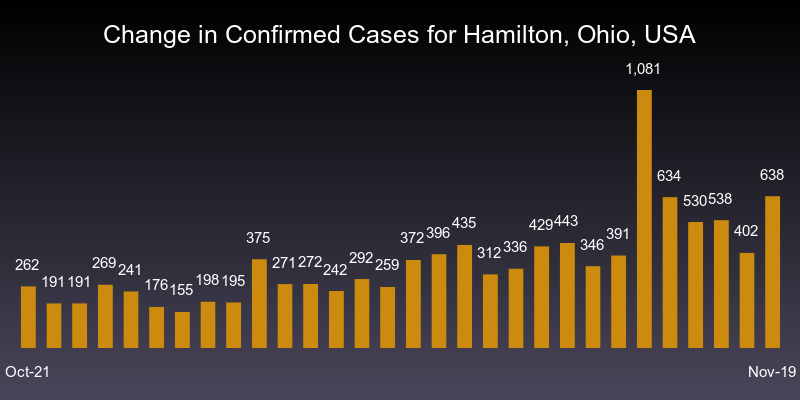 Change in Confirmed Cases for Hamilton, Ohio, USA
262 191 191 269 241 176 155 198 195 375 271 272 242 292 259 372 396 435 312 336 429 443 346 391 1,081 634 530 538 402 638
Oct-21 Nov-19